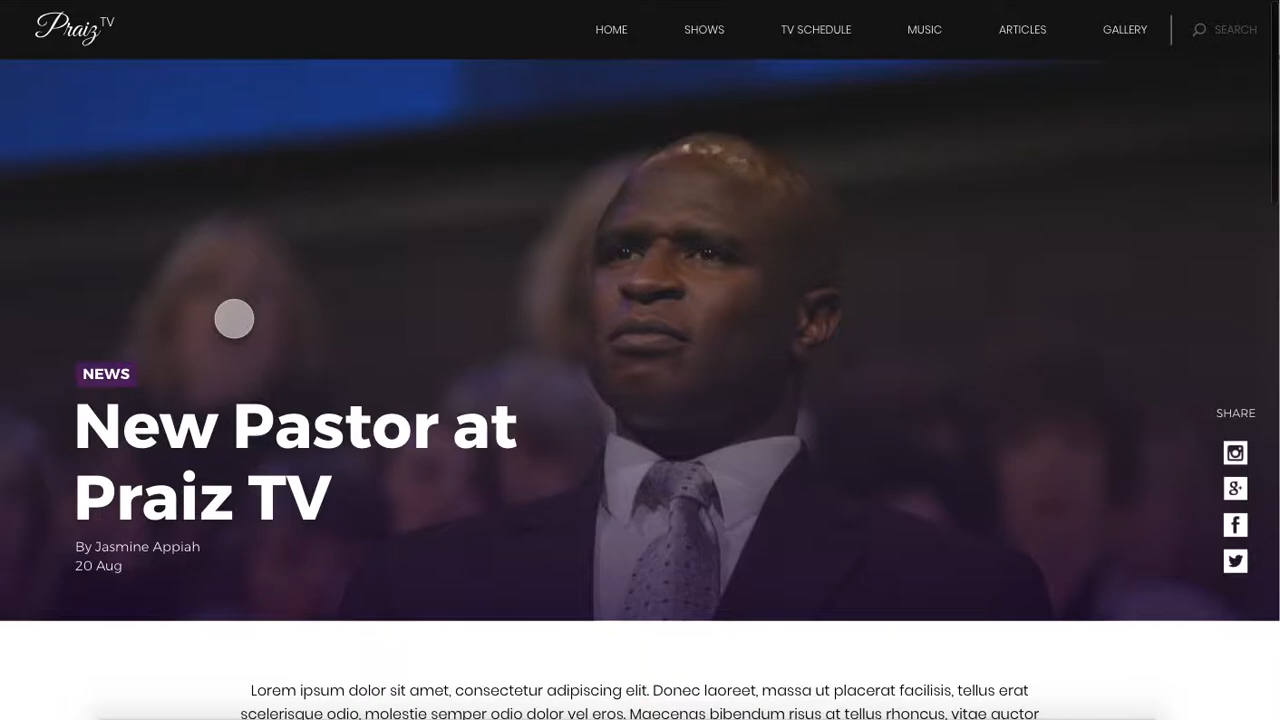 Praiz TV
HOME
SHOWS
TV SCHEDULE
MUSIC
ARTICLES
GALLERY
SEARCH
NEWS
New Pastor at
Praiz TV
By Jasmine Appiah
20 Aug
SHARE
g+
f
Lorem ipsum dolor sit amet, consectetur adipiscing elit. Donec laoreet, massa ut placerat facilisis, tellus erat
scelerisque odio, molestie semper odio dolor vel eros. Maecenas bibendum risus at tellus rhoncus, vitae auctor